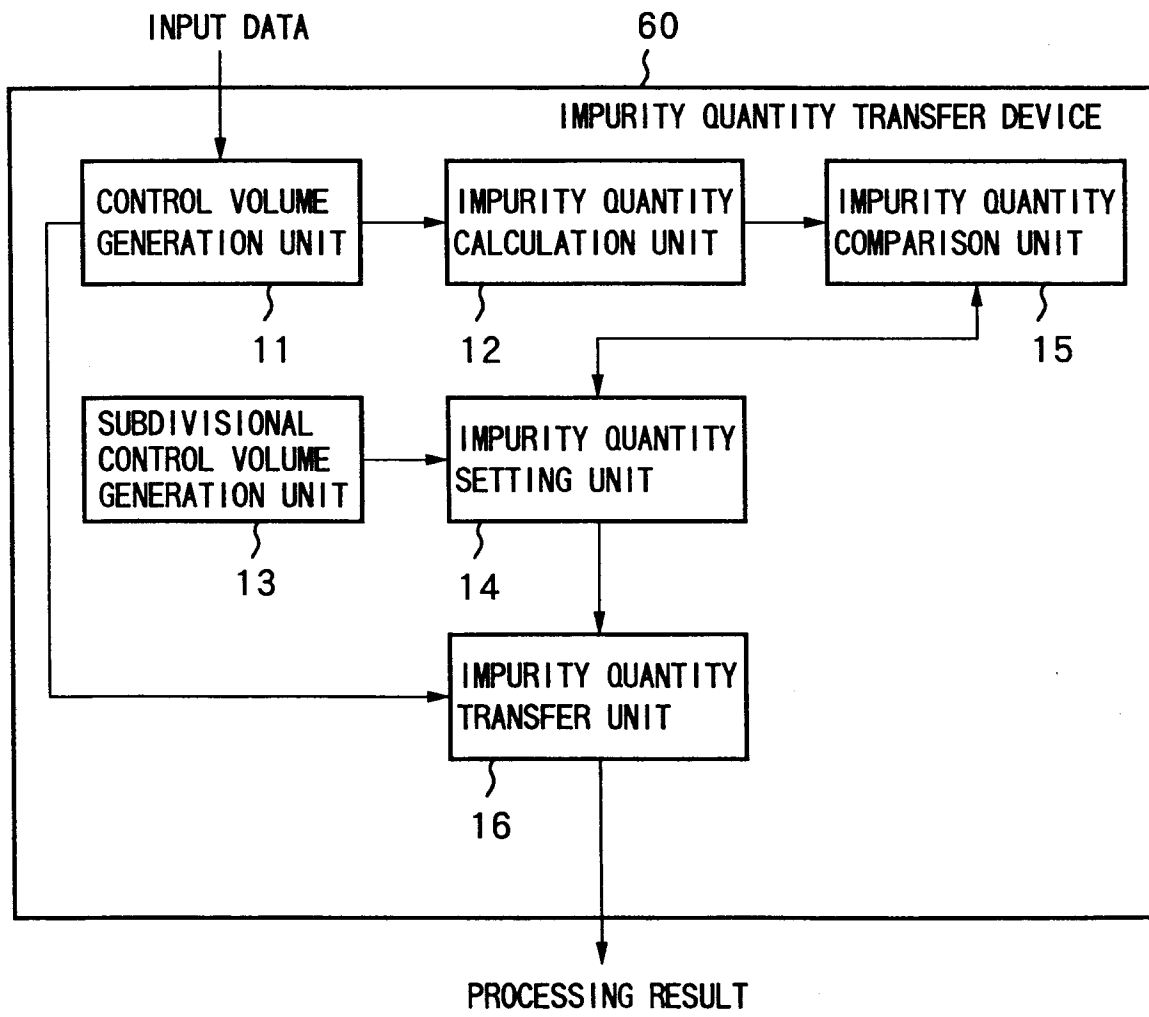 INPUT DATA
60
IMPURITY QUANTITY TRANSFER DEVICE
CONTROL VOLUME
GENERATION UNIT
11
IMPURITY QUANTITY
CALCULATION UNIT
12
IMPURITY QUANTITY
COMPARISON UNIT
15
SUBDIVISIONAL
CONTROL VOLUME
GENERATION UNIT
13
IMPURITY QUANTITY
SETTING UNIT
14
IMPURITY QUANTITY
TRANSFER UNIT
16
PROCESSING RESULT